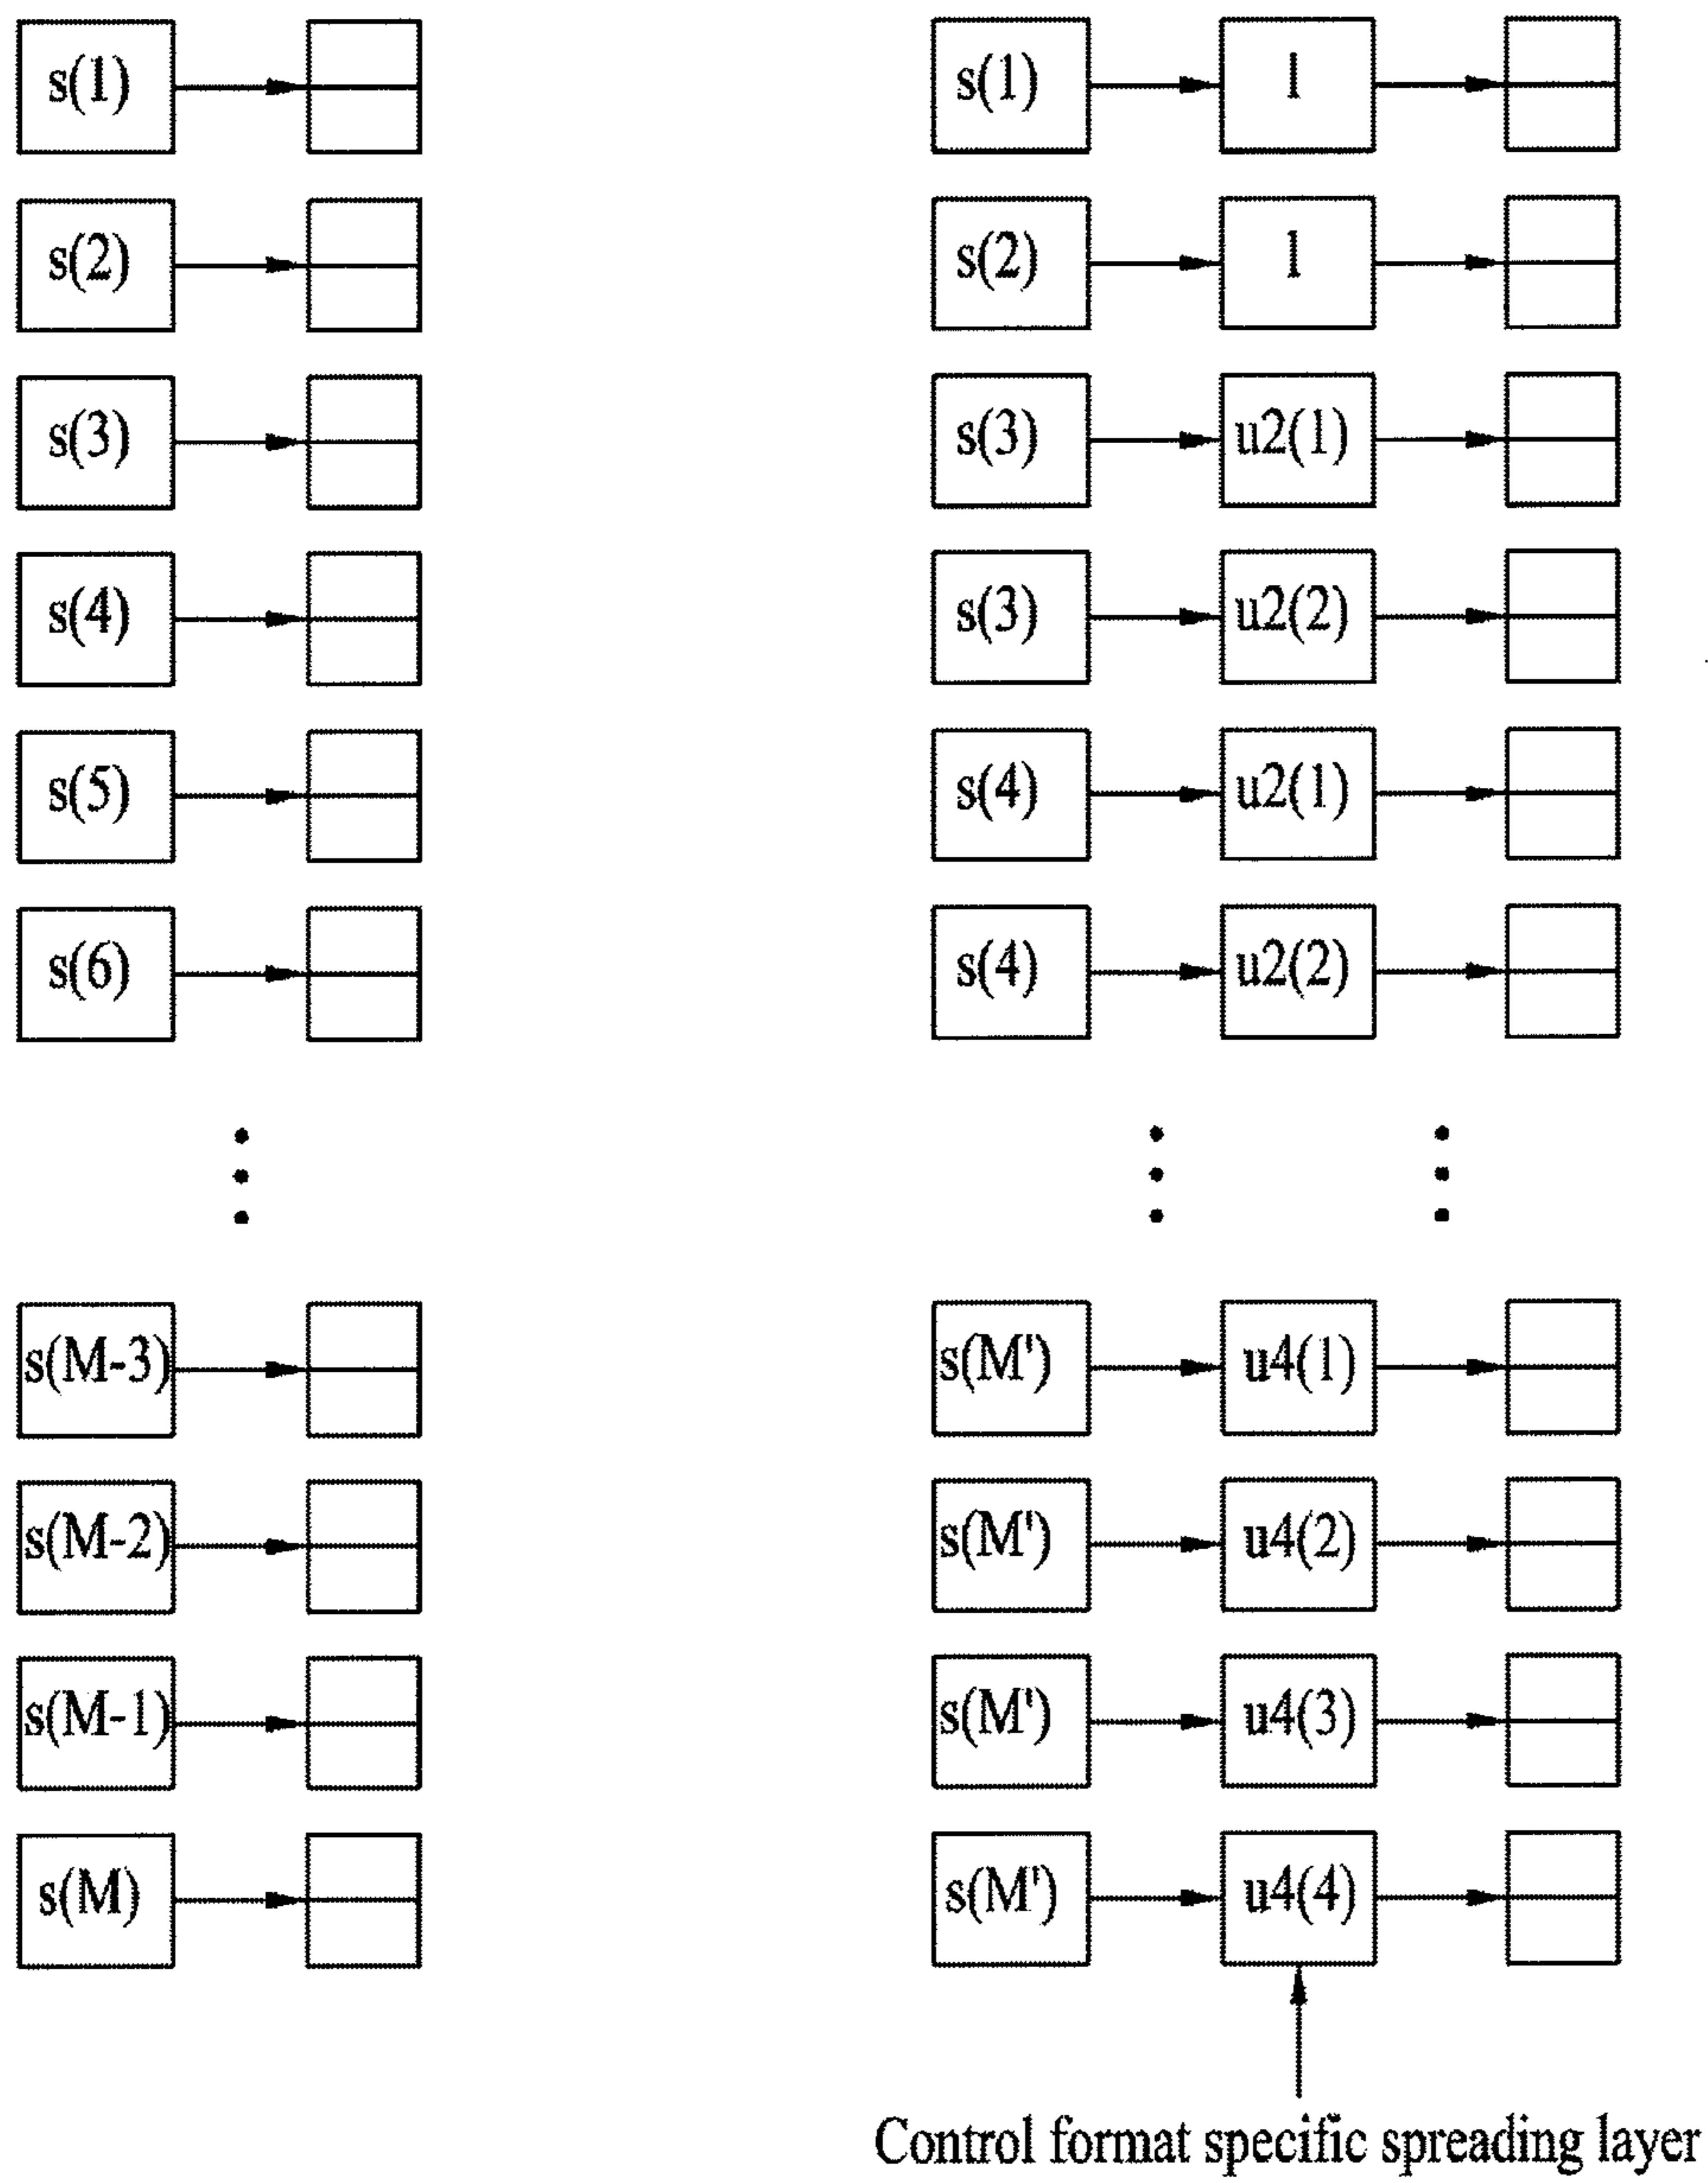 s(1) s(1) 1
s(2) s(2) 1
s(3) s(3) u2(1)
s(4) s(3) u2(2)
s(5) s(4) u2(1)
s(6) s(4) u2(2)
s(M-3) s(M') u4(1)
s(M-2) s(M') u4(2)
s(M-1) s(M') u4(3)
s(M) s(M') u4(4)
Control format specific spreading layer